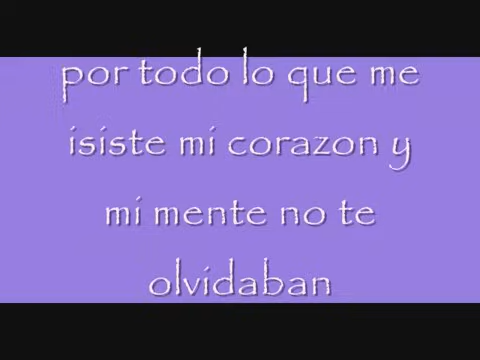 por todo lo que me
isiste mi corazon y
mi mente no te
olvidaban